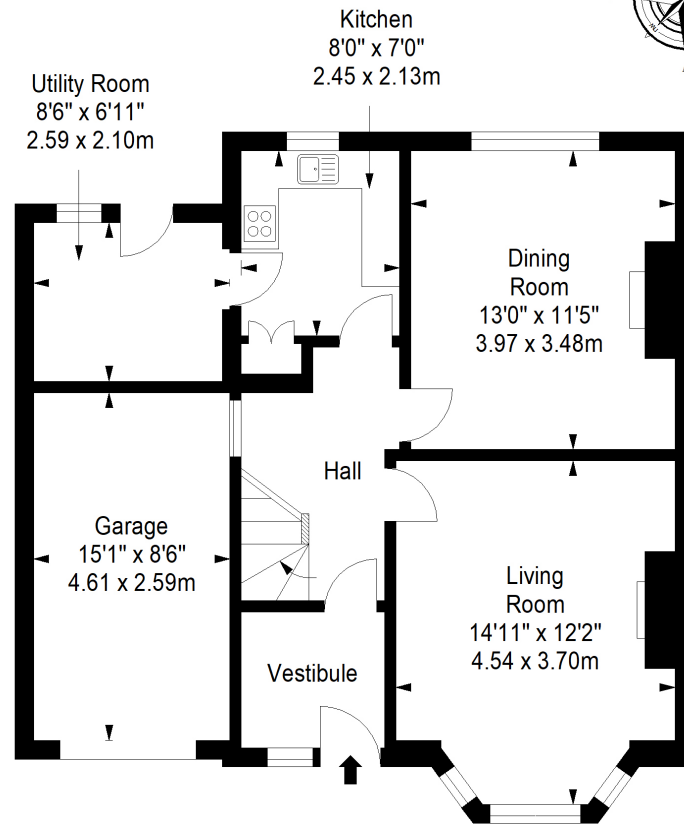 Kitchen
8'0" x 7'0"
2.45 x 2.13m
Utility Room
8'6" x 6'11"
2.59 x 2.10m
Dining
Room
13'0" x 11'5"
3.97 x 3.48m
Hall
Garage
15'1" x 8'6"
4.61 x 2.59m
Living
Room
14'11" x 12'2"
4.54 x 3.70m
Vestibule